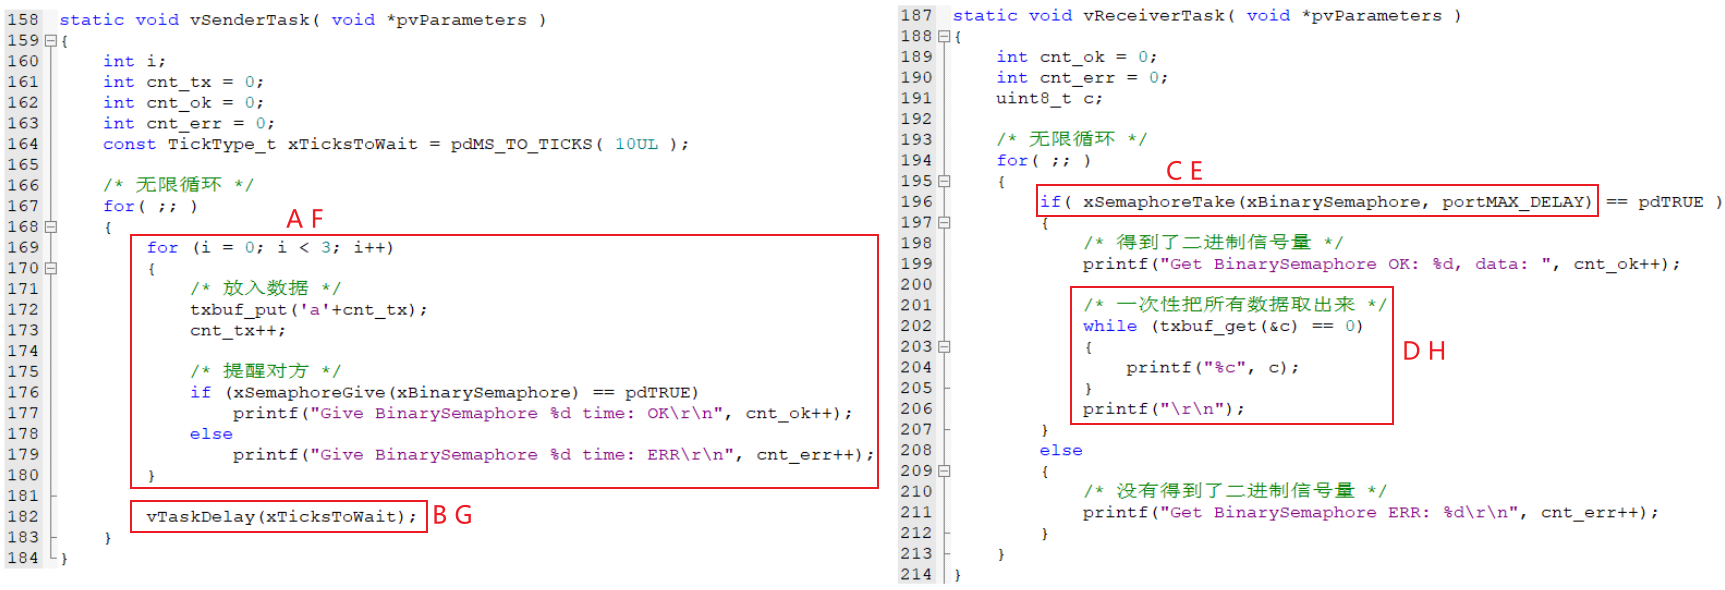 158 static void vSenderTask( void *pvParameters )
159 {
160 int i;
161 int cnt_tx = 0;
162 int cnt_ok = 0;
163 int cnt_err = 0;
164 const TickType_t xTicksToWait = pdMS_TO_TICKS( 10UL );
165
166 /* 无限循环 */
167 for( ;; )
A F
168 {
169 for (i = 0; i < 3; i++)
170 {
171 /* 放入数据 */
172 txbuf_put('a'+cnt_tx);
173 cnt_tx++;
174
175 /* 提醒对方 */
176 if (xSemaphoreGive(xBinarySemaphore) == pdTRUE)
177 printf("Give BinarySemaphore %d time: OK\r\n", cnt_ok++);
178 else
179 printf("Give BinarySemaphore %d time: ERR\r\n", cnt_err++);
180 }
181
182 vTaskDelay(xTicksToWait); B G
183 }
184 }
187 static void vReceiverTask( void *pvParameters )
188 {
189 int cnt_ok = 0;
190 int cnt_err = 0;
191 uint8_t c;
192
193 /* 无限循环 */
194 for( ;; )
C E
195 {
196 if( xSemaphoreTake(xBinarySemaphore, portMAX_DELAY) == pdTRUE )
197 {
198 /* 得到了二进制信号量 */
199 printf("Get BinarySemaphore OK: %d, data: ", cnt_ok++);
200
201 /* 一次性把所有数据取出来 */
202 while (txbuf_get(&c) == 0)
203 {
D H
204 printf("%c", c);
205 }
206 printf("\r\n");
207 }
208 else
209 {
210 /* 没有得到了二进制信号量 */
211 printf("Get BinarySemaphore ERR: %d\r\n", cnt_err++);
212 }
213 }
214 }